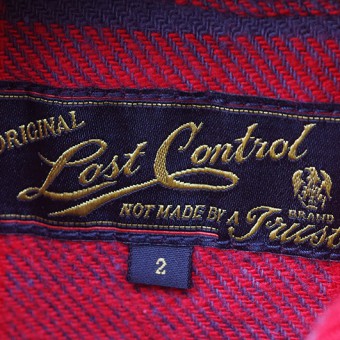 ORIGINAL
Lost Control
NOT MADE BY A Trust
BRAND
2